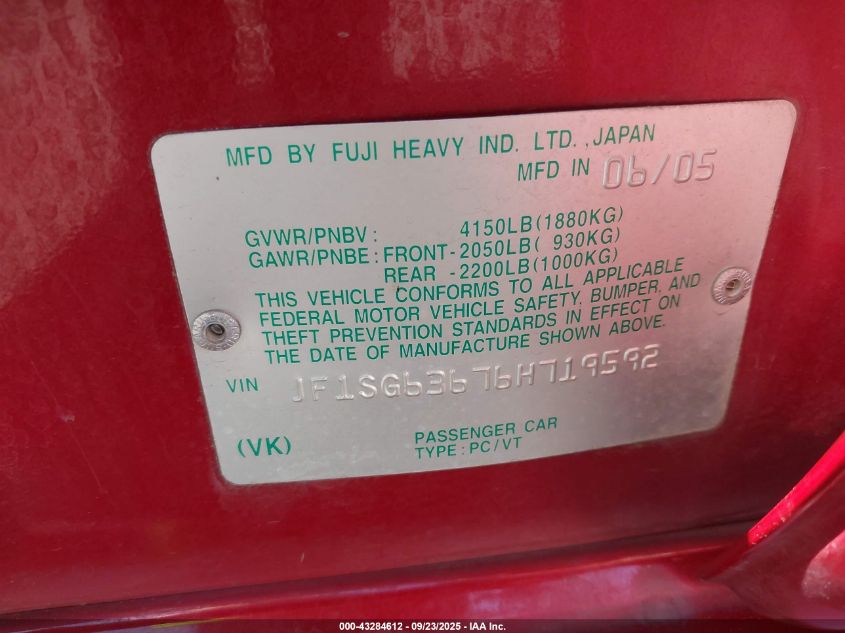 MFD BY FUJI HEAVY IND. LTD., JAPAN
MFD IN 06/05
GVWR/PNBV: 4150LB(1880KG)
GAWR/PNBE: FRONT-2050LB( 930KG)
REAR -2200LB(1000KG)
THIS VEHICLE CONFORMS TO ALL APPLICABLE
FEDERAL MOTOR VEHICLE SAFETY, BUMPER, AND
THEFT PREVENTION STANDARDS IN EFFECT ON
THE DATE OF MANUFACTURE SHOWN ABOVE.
VIN JF1SG63676H719592
(VK) PASSENGER CAR
TYPE: PC/VT
000-43284612 - 09/23/2025 - IAA Inc.